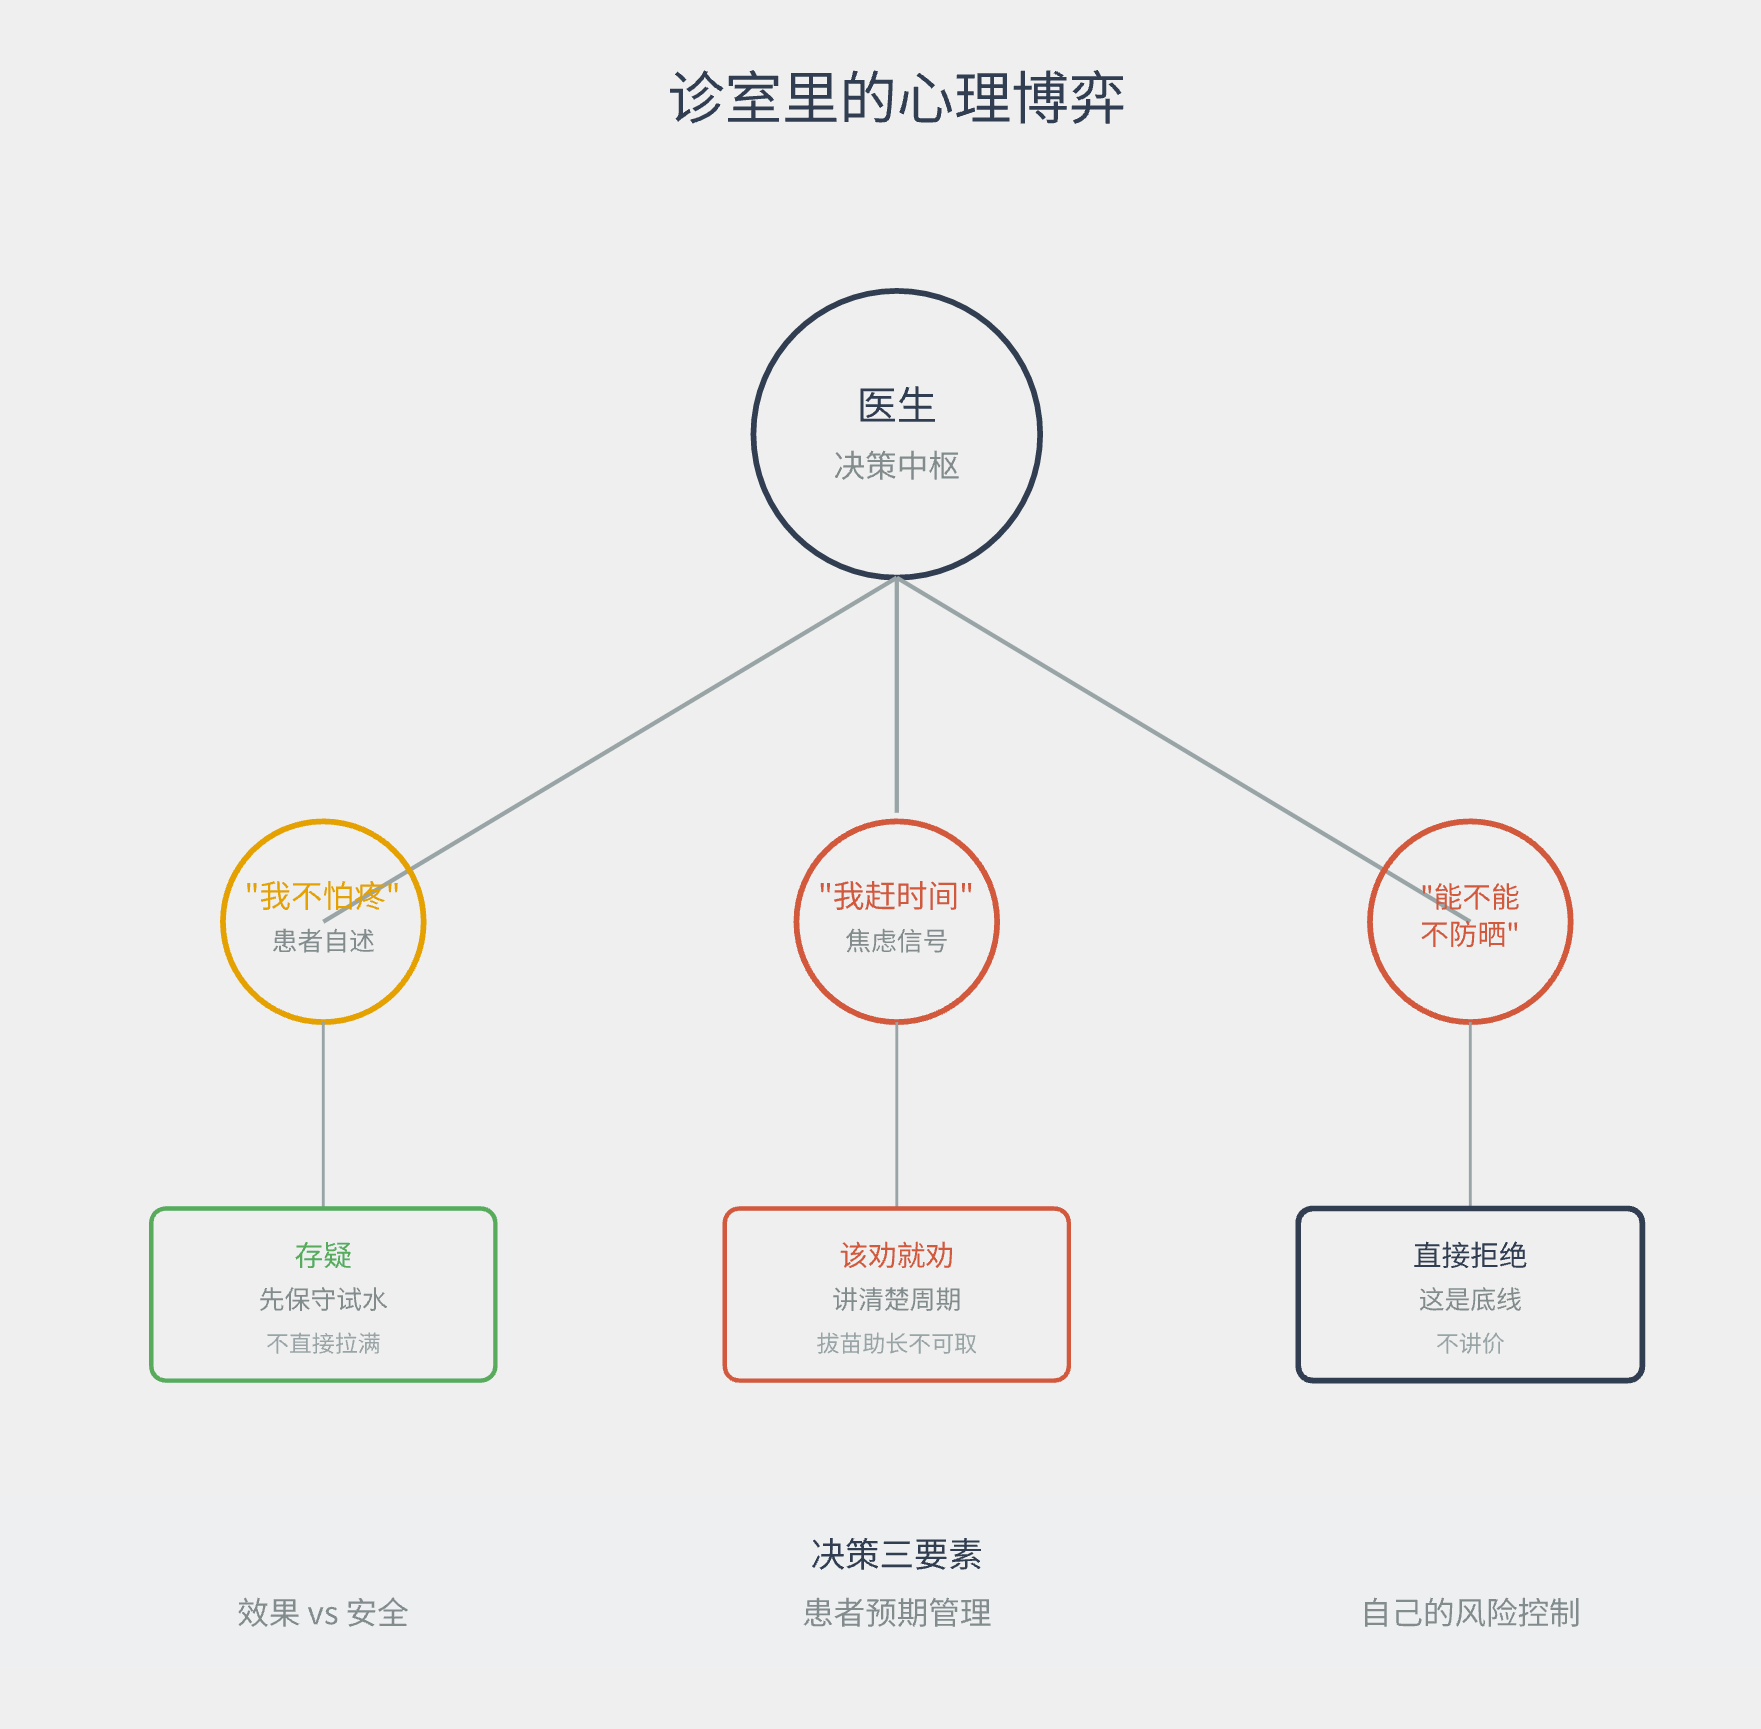 诊室里的心理博弈
医生
决策中枢
"我不怕疼"
患者自述
"我赶时间"
焦虑信号
"能不能
不防晒"
存疑
先保守试水
不直接拉满
该劝就劝
讲清楚周期
拔苗助长不可取
直接拒绝
这是底线
不讲价
决策三要素
效果 vs 安全
患者预期管理
自己的风险控制